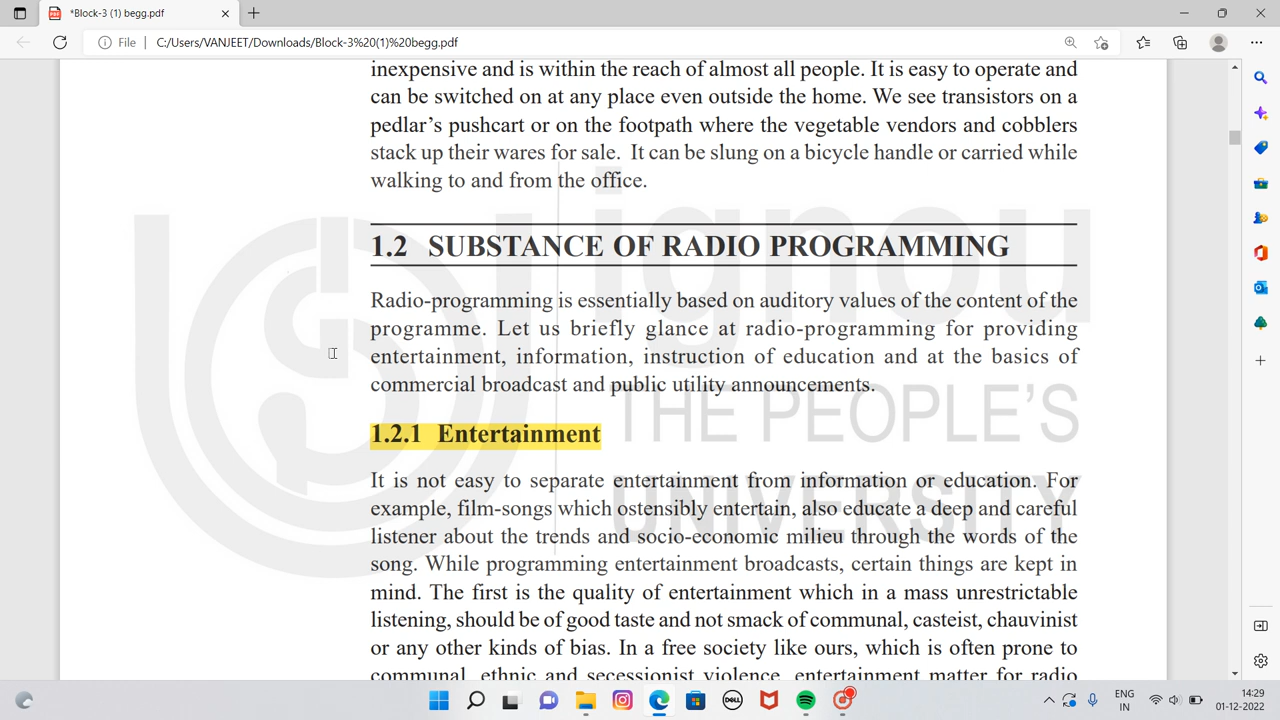 *Block-3 (1) begg.pdf
File
C:/Users/VANJEET/Downloads/Block-3%20(1)%20begg.pdf
inexpensive and is within the reach of almost all people. It is easy to operate and
can be switched on at any place even outside the home. We see transistors on a
pedlar's pushcart or on the footpath where the vegetable vendors and cobblers
stack up their wares for sale. It can be slung on a bicycle handle or carried while
walking to and from the office.
ignou
1.2 SUBSTANCE OF RADIO PROGRAMMING
Radio-programming is essentially based on auditory values of the content of the
programme. Let us briefly glance at radio-programming for providing
entertainment, information, instruction of education and at the basics of
commercial broadcast and public utility announcements.
THE PEOPLE'S
1.2.1 Entertainment
UNIVERSITY
It is not easy to separate entertainment from information or education. For
example, film-songs which ostensibly entertain, also educate a deep and careful
listener about the trends and socio-economic milieu through the words of the
song. While programming entertainment broadcasts, certain things are kept in
mind. The first is the quality of entertainment which in a mass unrestrictable
listening, should be of good taste and not smack of communal, casteist, chauvinist
or any other kinds of bias. In a free society like ours, which is often prone to
communal, ethnic and secessionist violence, entertainment matter for radio
DELL
ENG
IN
14:29
01-12-2022